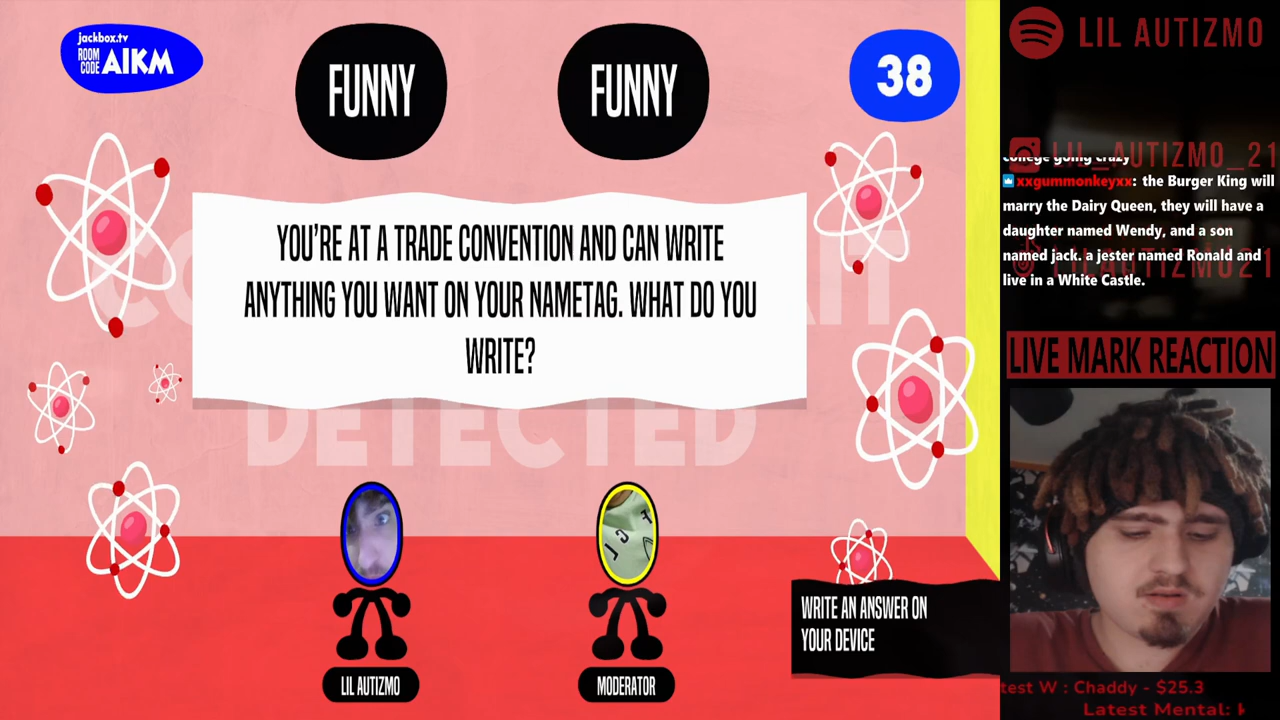 jackbox.tv
ROOM
CODE AIKM
FUNNY
FUNNY
38
YOU'RE AT A TRADE CONVENTION AND CAN WRITE
ANYTHING YOU WANT ON YOUR NAMETAG. WHAT DO YOU
WRITE?
DETECTED
WRITE AN ANSWER ON
YOUR DEVICE
LIL AUTIZMO
MODERATOR
LIL AUTIZMO
LIL_AUTIZMO_21
college going crazy
xxgummonkeyxx: the Burger King will
marry the Dairy Queen, they will have a
daughter named Wendy, and a son
named jack. a jester named Ronald and
live in a White Castle.
LILAUTIZMO21
LIVE MARK REACTION
test W : Chaddy - $25.3
Latest Mental: